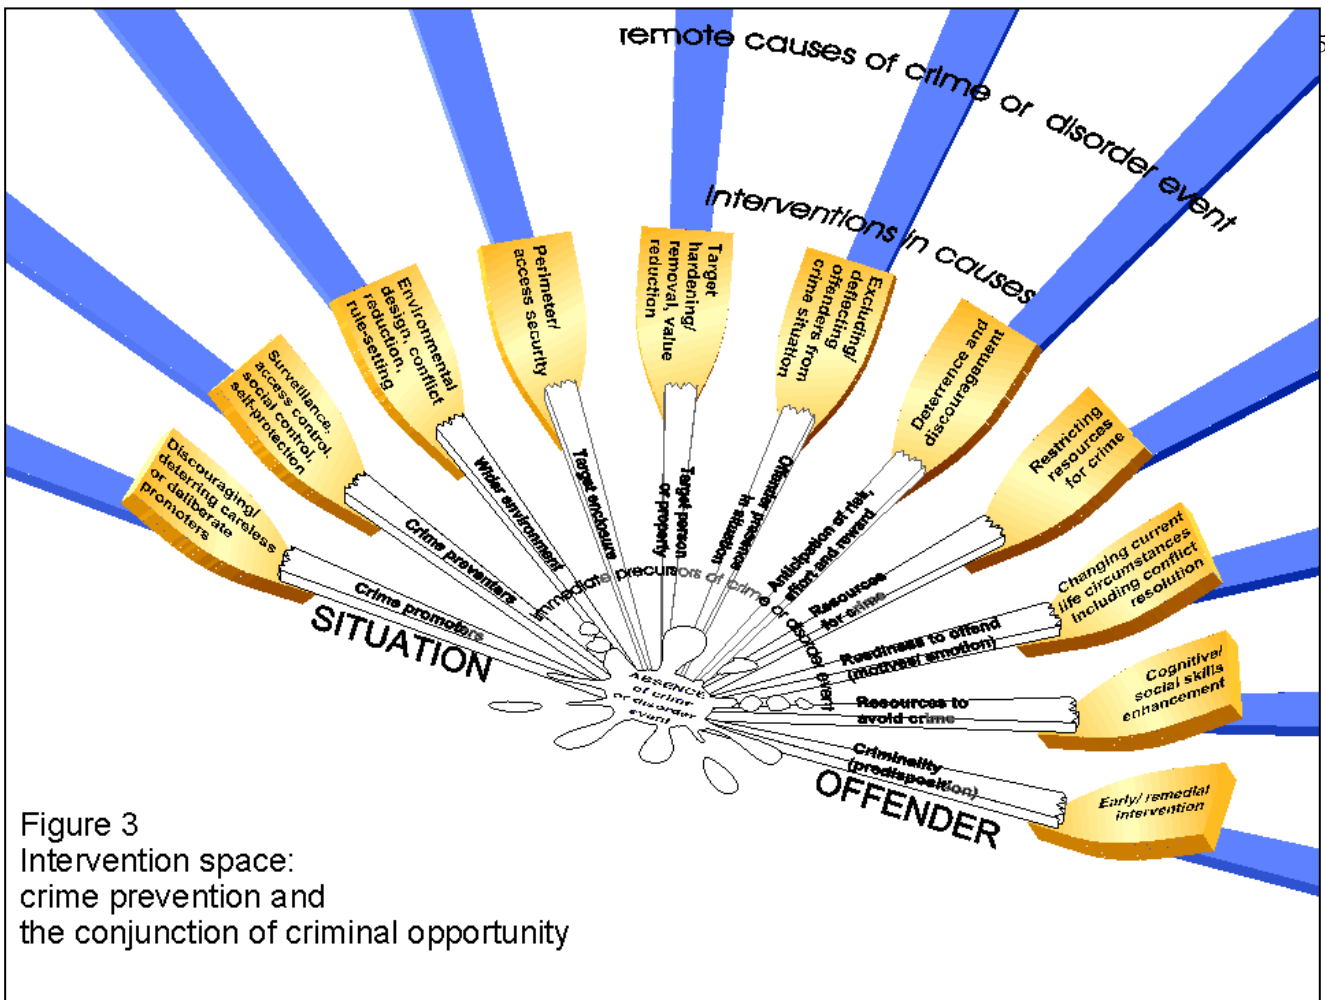 5
remote causes of crime or disorder event
Interventions in causes
Discouraging/
deterring careless
or deliberate
promoters
Surveillance,
access control,
social control,
self-protection
Environmental
design, conflict
reduction,
rule-setting
Perimeter/
access security
Target
hardening/
removal, value
reduction
Excluding/
deflecting
offenders from
crime situation
Deterrence and
discouragement
Restricting
resources
for crime
Changing current
life circumstances
including conflict
resolution
Cognitive/
social skills
enhancement
Early/ remedial
intervention
Crime promoters
Crime preventers
Wider environment
Target enclosure
Target person
or property
Offender presence
in situation
Anticipation of risk,
effort and reward
Resources
for crime
Readiness to offend
(motives/ emotion)
Resources to
avoid crime
Criminality
(predisposition)
immediate precursors of crime or disorder event
SITUATION
OFFENDER
ABSENCE
of crime
or disorder
event
Figure 3
Intervention space:
crime prevention and
the conjunction of criminal opportunity